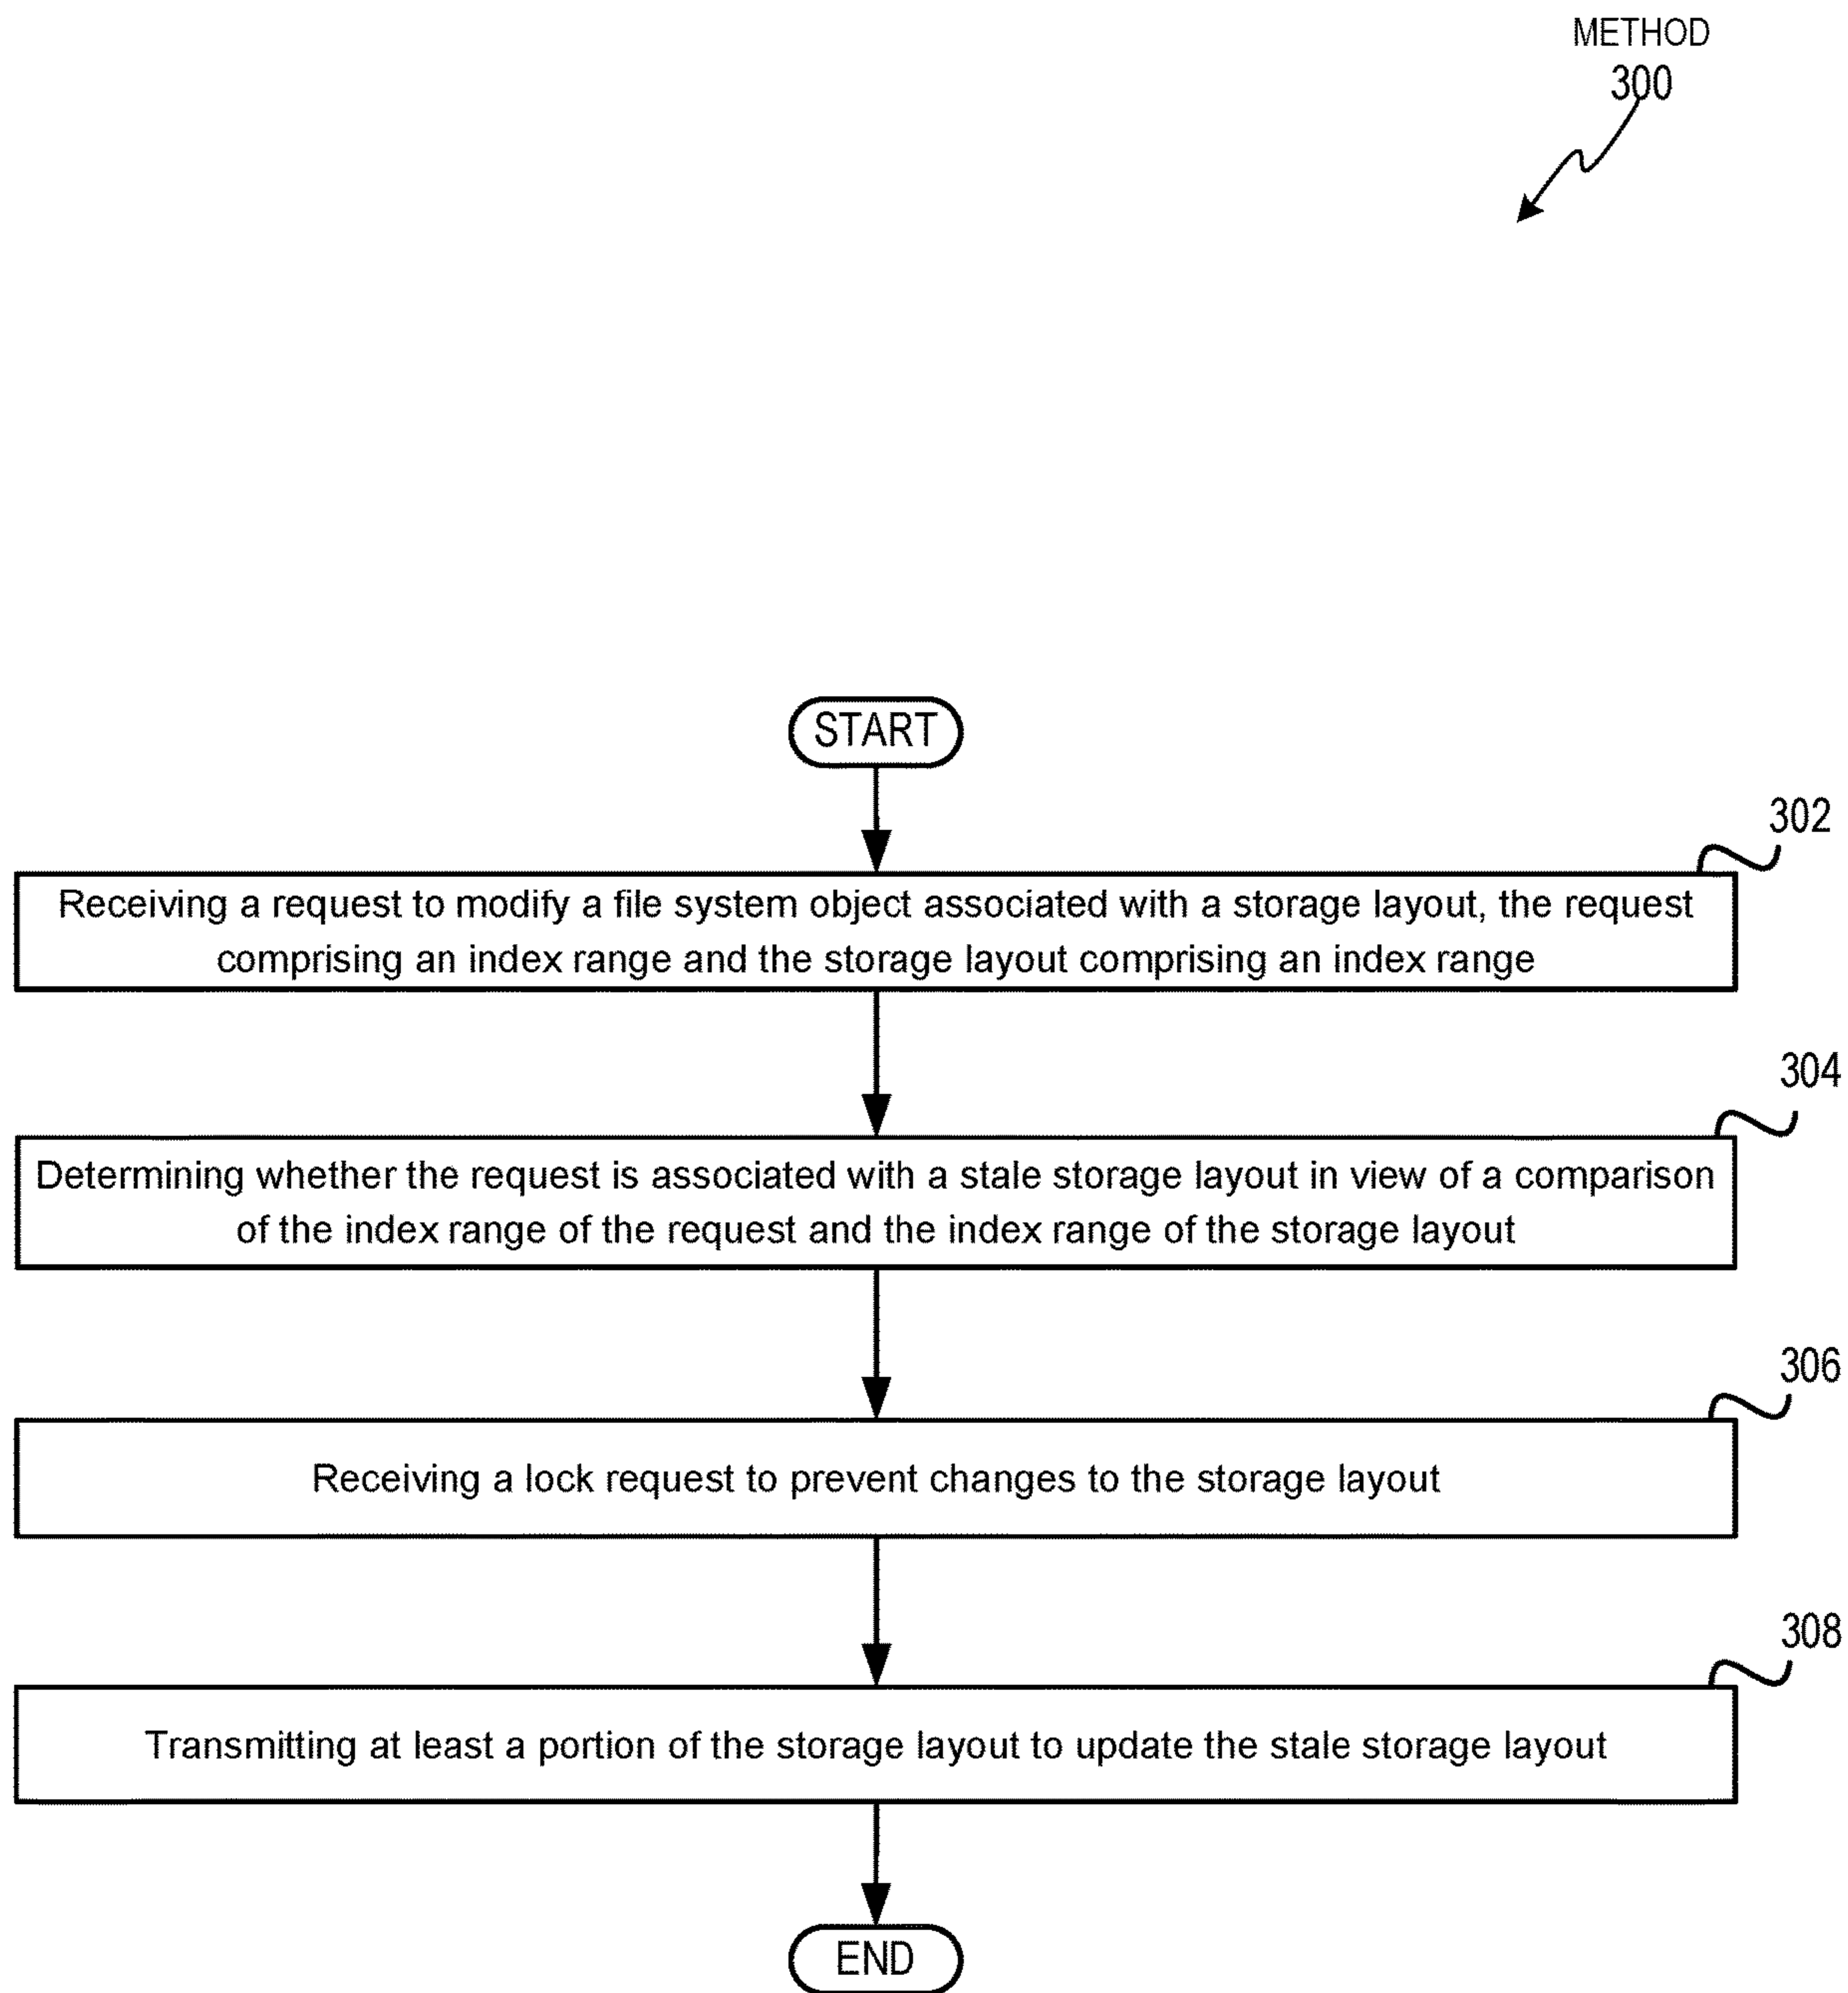 METHOD
300
START
302
Receiving a request to modify a file system object associated with a storage layout, the request
comprising an index range and the storage layout comprising an index range
304
Determining whether the request is associated with a stale storage layout in view of a comparison
of the index range of the request and the index range of the storage layout
306
Receiving a lock request to prevent changes to the storage layout
308
Transmitting at least a portion of the storage layout to update the stale storage layout
END